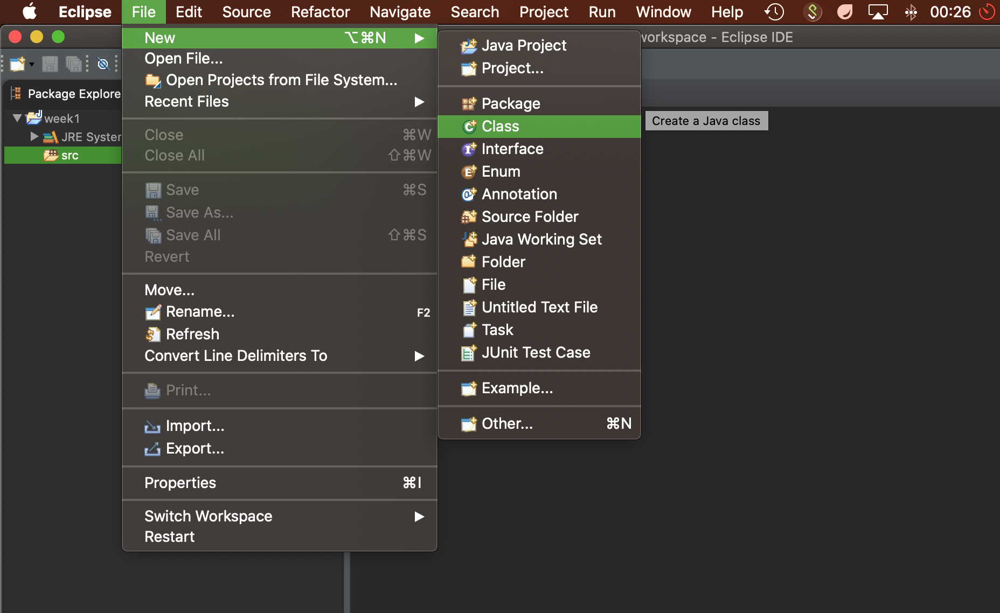 Eclipse File Edit Source Refactor Navigate Search Project Run Window Help 00:26
workspace - Eclipse IDE
Package Explore
week1
JRE Syster
src
New ⌥⌘N
Open File...
Open Projects from File System...
Recent Files
Close ⌘W
Close All ⇧⌘W
Save ⌘S
Save As...
Save All ⇧⌘S
Revert
Move...
Rename... F2
Refresh
Convert Line Delimiters To
Print...
Import...
Export...
Properties ⌘I
Switch Workspace
Restart
Java Project
Project...
Package
Class
Interface
Enum
Annotation
Source Folder
Java Working Set
Folder
File
Untitled Text File
Task
JUnit Test Case
Example...
Other... ⌘N
Create a Java class